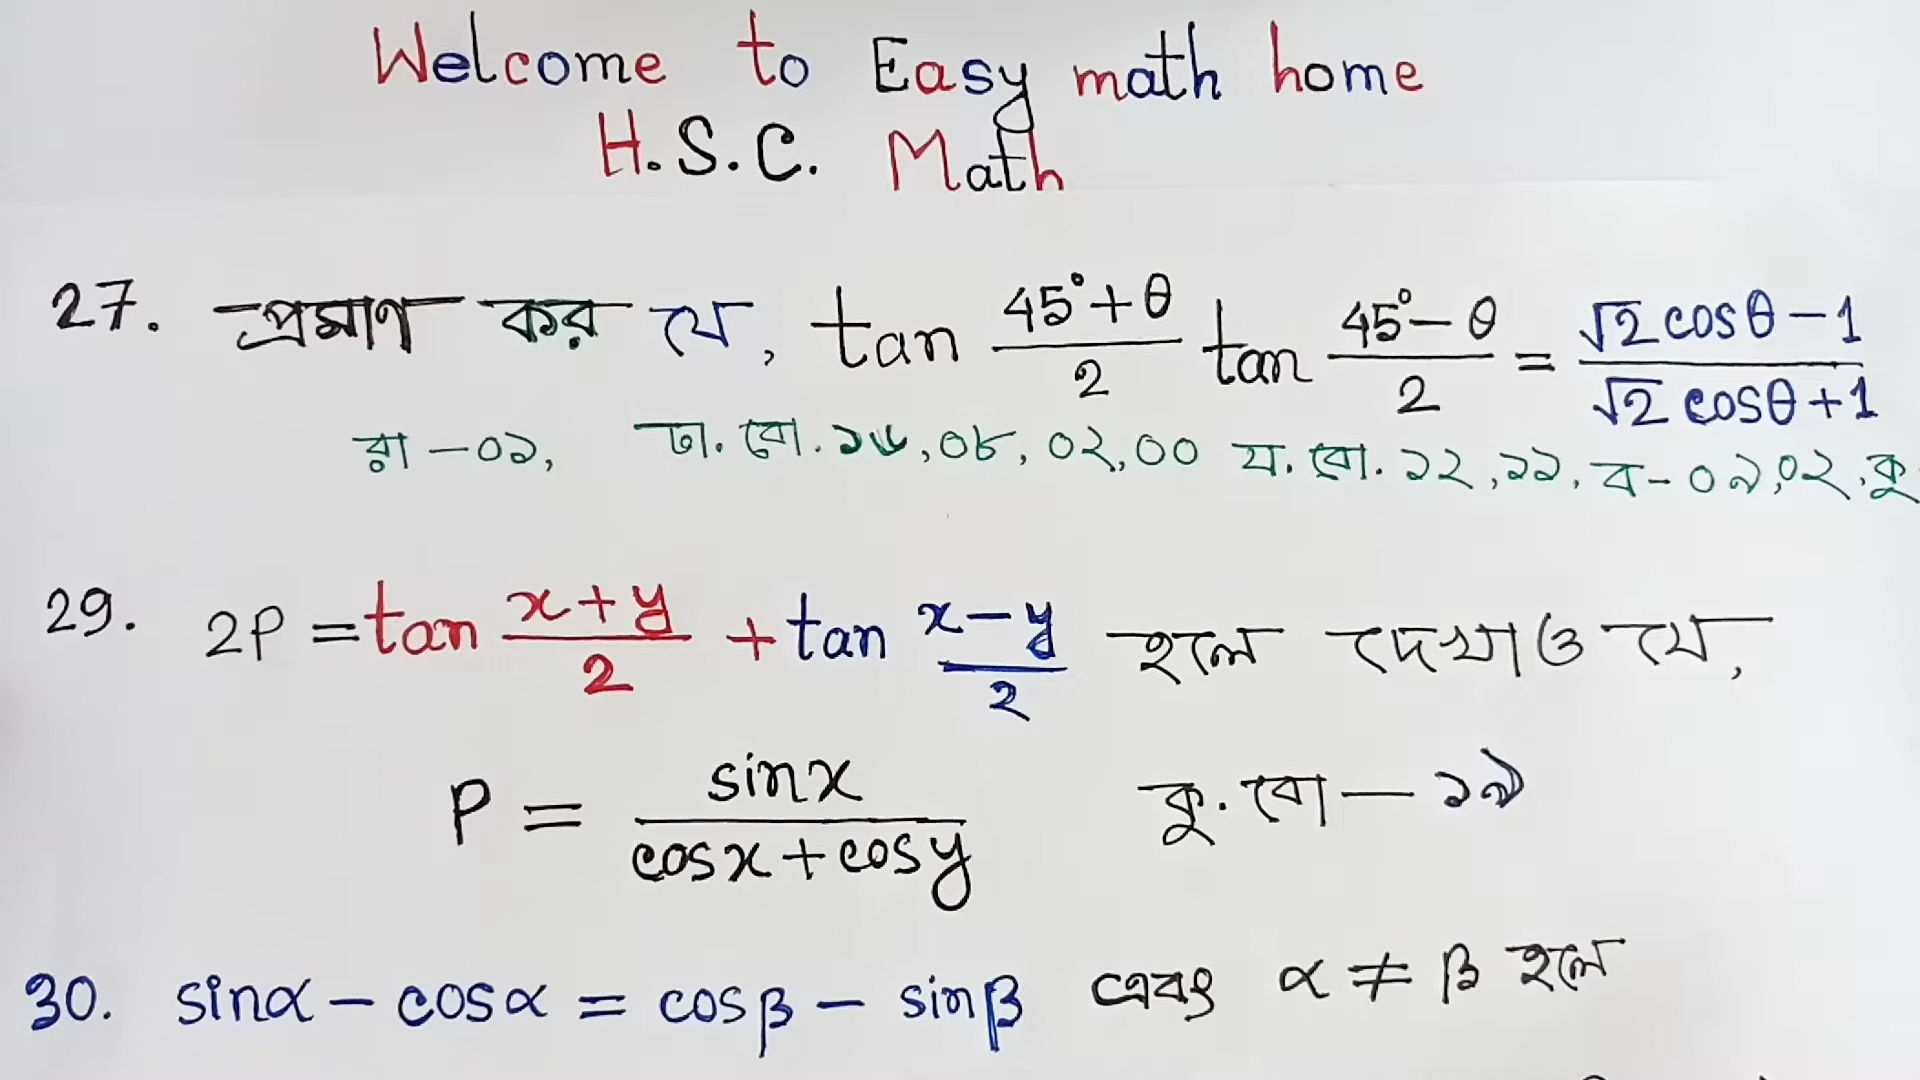 Welcome to Easy math home
H.S.C. Math
27. প্রমাণ কর যে, tan (45°+θ)/2 tan (45°-θ)/2 = (√2 cosθ - 1)/(√2 cosθ + 1)
রা - ০১, ঢা. বো. ১৬, ০৮, ০২, ০০ য. বো. ১২, ১১, ব - ০৯, ০২, কু
29. 2P = tan (x+y)/2 + tan (x-y)/2 হলে দেখাও যে,
P = sinx/(cosx + cosy) কু. বো - ১৯
30. sinα - cosα = cosβ - sinβ এবং α ≠ β হলে